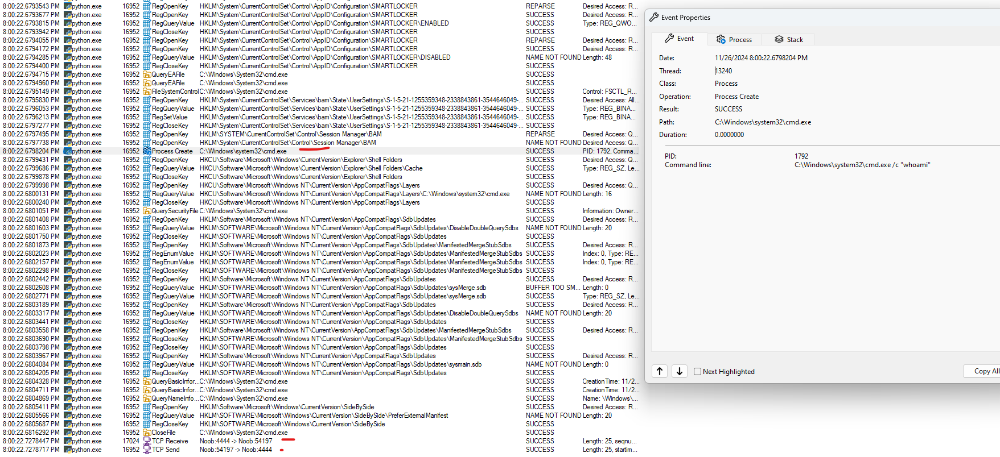 8:00:22.6793543 PM python.exe 16952 RegOpenKey HKLM\System\CurrentControlSet\Control\AppID\Configuration\SMARTLOCKER REPARSE Desired Access: R...
8:00:22.6793677 PM python.exe 16952 RegOpenKey HKLM\System\CurrentControlSet\Control\AppID\Configuration\SMARTLOCKER SUCCESS Desired Access: R...
8:00:22.6793815 PM python.exe 16952 RegQueryValue HKLM\System\CurrentControlSet\Control\AppID\Configuration\SMARTLOCKER\ENABLED SUCCESS Type: REG_QWO...
8:00:22.6793942 PM python.exe 16952 RegCloseKey HKLM\System\CurrentControlSet\Control\AppID\Configuration\SMARTLOCKER SUCCESS
8:00:22.6794055 PM python.exe 16952 RegOpenKey HKLM\System\CurrentControlSet\Control\AppID\Configuration\SMARTLOCKER REPARSE Desired Access: R...
8:00:22.6794172 PM python.exe 16952 RegOpenKey HKLM\System\CurrentControlSet\Control\AppID\Configuration\SMARTLOCKER SUCCESS Desired Access: R...
8:00:22.6794285 PM python.exe 16952 RegQueryValue HKLM\System\CurrentControlSet\Control\AppID\Configuration\SMARTLOCKER\DISABLED NAME NOT FOUND Length: 48
8:00:22.6794400 PM python.exe 16952 RegCloseKey HKLM\System\CurrentControlSet\Control\AppID\Configuration\SMARTLOCKER SUCCESS
8:00:22.6794715 PM python.exe 16952 QueryEAFile C:\Windows\System32\cmd.exe SUCCESS
8:00:22.6794960 PM python.exe 16952 QueryEAFile C:\Windows\System32\cmd.exe SUCCESS
8:00:22.6795149 PM python.exe 16952 FileSystemControl C:\Windows\System32\cmd.exe SUCCESS Control: FSCTL_R...
8:00:22.6795830 PM python.exe 16952 RegOpenKey HKLM\System\CurrentControlSet\Services\bam\State\UserSettings\S-1-5-21-1255359348-2338843861-3544646049-... SUCCESS Desired Access: All...
8:00:22.6796053 PM python.exe 16952 RegQueryValue HKLM\System\CurrentControlSet\Services\bam\State\UserSettings\S-1-5-21-1255359348-2338843861-3544646049-... SUCCESS Type: REG_BINA...
8:00:22.6796213 PM python.exe 16952 RegSetValue HKLM\System\CurrentControlSet\Services\bam\State\UserSettings\S-1-5-21-1255359348-2338843861-3544646049-... SUCCESS Type: REG_BINA...
8:00:22.6797277 PM python.exe 16952 RegCloseKey HKLM\System\CurrentControlSet\Services\bam\State\UserSettings\S-1-5-21-1255359348-2338843861-3544646049-... SUCCESS
8:00:22.6797495 PM python.exe 16952 RegOpenKey HKLM\SYSTEM\CurrentControlSet\Control\Session Manager\BAM REPARSE Desired Access: Q...
8:00:22.6797738 PM python.exe 16952 RegOpenKey HKLM\System\CurrentControlSet\Control\Session Manager\BAM NAME NOT FOUND Desired Access: Q...
8:00:22.6798204 PM python.exe 16952 Process Create C:\Windows\system32\cmd.exe SUCCESS PID: 1792, Comma...
8:00:22.6799431 PM python.exe 16952 RegOpenKey HKCU\Software\Microsoft\Windows\CurrentVersion\Explorer\Shell Folders SUCCESS Desired Access: Q...
8:00:22.6799686 PM python.exe 16952 RegQueryValue HKCU\Software\Microsoft\Windows\CurrentVersion\Explorer\Shell Folders\Cache SUCCESS Type: REG_SZ, Le...
8:00:22.6799878 PM python.exe 16952 RegCloseKey HKCU\Software\Microsoft\Windows\CurrentVersion\Explorer\Shell Folders SUCCESS
8:00:22.6799998 PM python.exe 16952 RegOpenKey HKCU\Software\Microsoft\Windows NT\CurrentVersion\AppCompatFlags\Layers SUCCESS Desired Access: Q...
8:00:22.6800131 PM python.exe 16952 RegQueryValue HKCU\Software\Microsoft\Windows NT\CurrentVersion\AppCompatFlags\Layers\C:\Windows\system32\cmd.exe NAME NOT FOUND Length: 16
8:00:22.6800240 PM python.exe 16952 RegCloseKey HKCU\Software\Microsoft\Windows NT\CurrentVersion\AppCompatFlags\Layers SUCCESS
8:00:22.6801051 PM python.exe 16952 QuerySecurityFile C:\Windows\System32\cmd.exe SUCCESS Information: Owner...
8:00:22.6801408 PM python.exe 16952 RegOpenKey HKLM\Software\Microsoft\Windows NT\CurrentVersion\AppCompatFlags\SdbUpdates SUCCESS Desired Access: R...
8:00:22.6801603 PM python.exe 16952 RegQueryValue HKLM\SOFTWARE\Microsoft\Windows NT\CurrentVersion\AppCompatFlags\SdbUpdates\DisableDoubleQuerySdbs NAME NOT FOUND Length: 20
8:00:22.6801750 PM python.exe 16952 RegCloseKey HKLM\SOFTWARE\Microsoft\Windows NT\CurrentVersion\AppCompatFlags\SdbUpdates SUCCESS
8:00:22.6801873 PM python.exe 16952 RegOpenKey HKLM\Software\Microsoft\Windows NT\CurrentVersion\AppCompatFlags\SdbUpdates\ManifestedMergeStubSdbs SUCCESS Desired Access: R...
8:00:22.6802023 PM python.exe 16952 RegEnumValue HKLM\SOFTWARE\Microsoft\Windows NT\CurrentVersion\AppCompatFlags\SdbUpdates\ManifestedMergeStubSdbs SUCCESS Index: 0, Type: RE...
8:00:22.6802157 PM python.exe 16952 RegEnumValue HKLM\SOFTWARE\Microsoft\Windows NT\CurrentVersion\AppCompatFlags\SdbUpdates\ManifestedMergeStubSdbs SUCCESS Index: 0, Type: RE...
8:00:22.6802298 PM python.exe 16952 RegCloseKey HKLM\SOFTWARE\Microsoft\Windows NT\CurrentVersion\AppCompatFlags\SdbUpdates\ManifestedMergeStubSdbs SUCCESS
8:00:22.6802442 PM python.exe 16952 RegOpenKey HKLM\Software\Microsoft\Windows NT\CurrentVersion\AppCompatFlags\SdbUpdates SUCCESS Desired Access: R...
8:00:22.6802608 PM python.exe 16952 RegQueryValue HKLM\SOFTWARE\Microsoft\Windows NT\CurrentVersion\AppCompatFlags\SdbUpdates\sysMerge.sdb BUFFER TOO SM... Length: 0
8:00:22.6802771 PM python.exe 16952 RegQueryValue HKLM\SOFTWARE\Microsoft\Windows NT\CurrentVersion\AppCompatFlags\SdbUpdates\sysMerge.sdb SUCCESS Type: REG_SZ, Le...
8:00:22.6803189 PM python.exe 16952 RegOpenKey HKLM\Software\Microsoft\Windows NT\CurrentVersion\AppCompatFlags\SdbUpdates SUCCESS Desired Access: R...
8:00:22.6803317 PM python.exe 16952 RegQueryValue HKLM\SOFTWARE\Microsoft\Windows NT\CurrentVersion\AppCompatFlags\SdbUpdates\DisableDoubleQuerySdbs NAME NOT FOUND Length: 20
8:00:22.6803441 PM python.exe 16952 RegCloseKey HKLM\SOFTWARE\Microsoft\Windows NT\CurrentVersion\AppCompatFlags\SdbUpdates SUCCESS
8:00:22.6803558 PM python.exe 16952 RegOpenKey HKLM\Software\Microsoft\Windows NT\CurrentVersion\AppCompatFlags\SdbUpdates\ManifestedMergeStubSdbs SUCCESS Desired Access: R...
8:00:22.6803690 PM python.exe 16952 RegCloseKey HKLM\SOFTWARE\Microsoft\Windows NT\CurrentVersion\AppCompatFlags\SdbUpdates\ManifestedMergeStubSdbs SUCCESS
8:00:22.6803798 PM python.exe 16952 RegCloseKey HKLM\SOFTWARE\Microsoft\Windows NT\CurrentVersion\AppCompatFlags\SdbUpdates SUCCESS
8:00:22.6803967 PM python.exe 16952 RegOpenKey HKLM\Software\Microsoft\Windows NT\CurrentVersion\AppCompatFlags\SdbUpdates SUCCESS Desired Access: R...
8:00:22.6804084 PM python.exe 16952 RegQueryValue HKLM\SOFTWARE\Microsoft\Windows NT\CurrentVersion\AppCompatFlags\SdbUpdates\sysmain.sdb NAME NOT FOUND Length: 0
8:00:22.6804205 PM python.exe 16952 RegCloseKey HKLM\SOFTWARE\Microsoft\Windows NT\CurrentVersion\AppCompatFlags\SdbUpdates SUCCESS
8:00:22.6804328 PM python.exe 16952 QueryBasicInfor... C:\Windows\System32\cmd.exe SUCCESS CreationTime: 11/2...
8:00:22.6804711 PM python.exe 16952 QueryBasicInfor... C:\Windows\System32\cmd.exe SUCCESS CreationTime: 11/2...
8:00:22.6804869 PM python.exe 16952 QueryNameInfo... C:\Windows\System32\cmd.exe SUCCESS Name: \Windows\...
8:00:22.6805411 PM python.exe 16952 RegOpenKey HKLM\Software\Microsoft\Windows\CurrentVersion\SideBySide SUCCESS Desired Access: R...
8:00:22.6805566 PM python.exe 16952 RegQueryValue HKLM\SOFTWARE\Microsoft\Windows\CurrentVersion\SideBySide\PreferExternalManifest NAME NOT FOUND Length: 20
8:00:22.6805687 PM python.exe 16952 RegCloseKey HKLM\SOFTWARE\Microsoft\Windows\CurrentVersion\SideBySide SUCCESS
8:00:22.6816292 PM python.exe 16952 CloseFile C:\Windows\System32\cmd.exe SUCCESS
8:00:22.7278447 PM python.exe 17024 TCP Receive Noob:4444 -> Noob:54197 SUCCESS Length: 25, seqnu...
8:00:22.7278717 PM python.exe 16952 TCP Send Noob:54197 -> Noob:4444 SUCCESS Length: 25, startim...
Event Properties
Event Process Stack
Date: 11/26/2024 8:00:22.6798204 PM
Thread: 13240
Class: Process
Operation: Process Create
Result: SUCCESS
Path: C:\Windows\system32\cmd.exe
Duration: 0.0000000
PID: 1792
Command line: C:\Windows\system32\cmd.exe /c "whoami"
Next Highlighted
Copy All